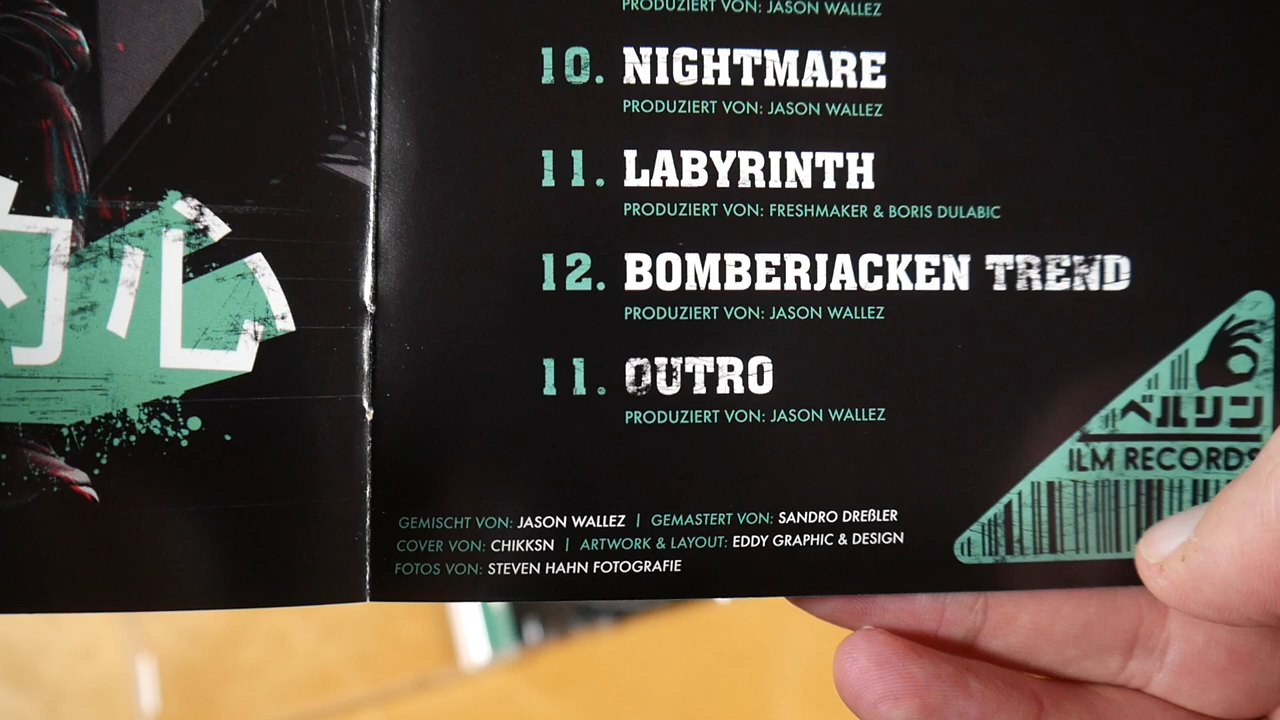 的心
PRODUZIERT VON: JASON WALLEZ
10. NIGHTMARE
PRODUZIERT VON: JASON WALLEZ
11. LABYRINTH
PRODUZIERT VON: FRESHMAKER & BORIS DULABIC
12. BOMBERJACKEN TREND
PRODUZIERT VON: JASON WALLEZ
11. OUTRO
PRODUZIERT VON: JASON WALLEZ
GEMISCHT VON: JASON WALLEZ | GEMASTERT VON: SANDRO DREßLER
COVER VON: CHIKKSN | ARTWORK & LAYOUT: EDDY GRAPHIC & DESIGN
FOTOS VON: STEVEN HAHN FOTOGRAFIE
ベルリン
ILM RECORDS